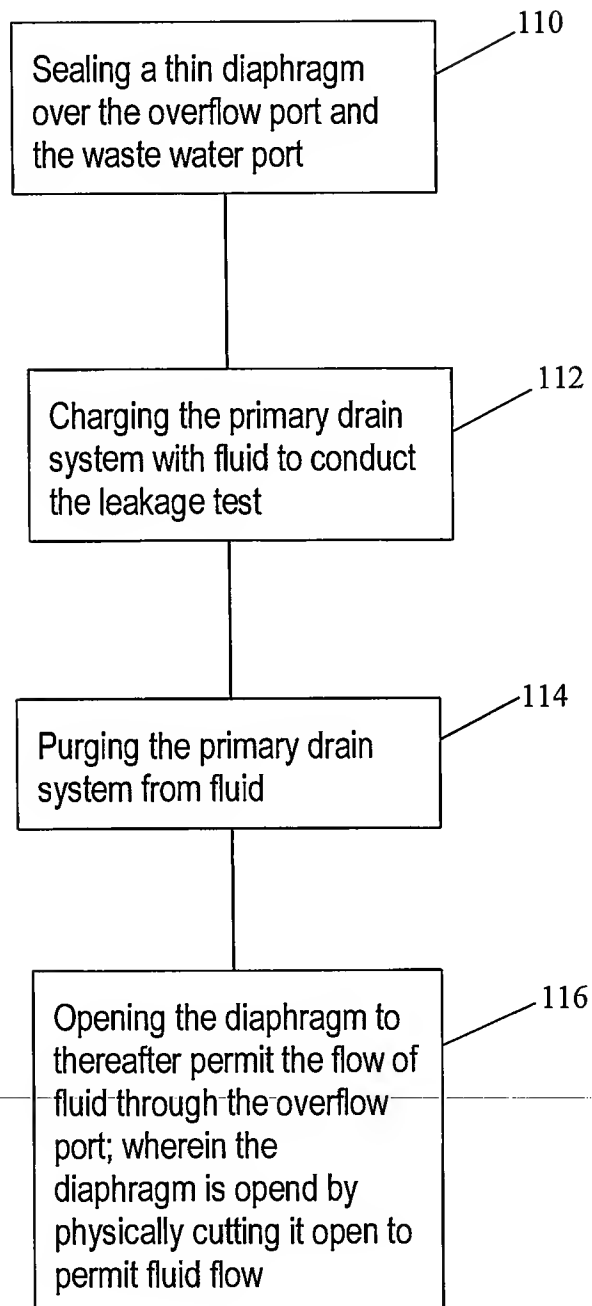 110
Sealing a thin diaphragm
over the overflow port and
the waste water port
112
Charging the primary drain
system with fluid to conduct
the leakage test
114
Purging the primary drain
system from fluid
116
Opening the diaphragm to
thereafter permit the flow of
fluid through the overflow
port; wherein the
diaphragm is opend by
physically cutting it open to
permit fluid flow